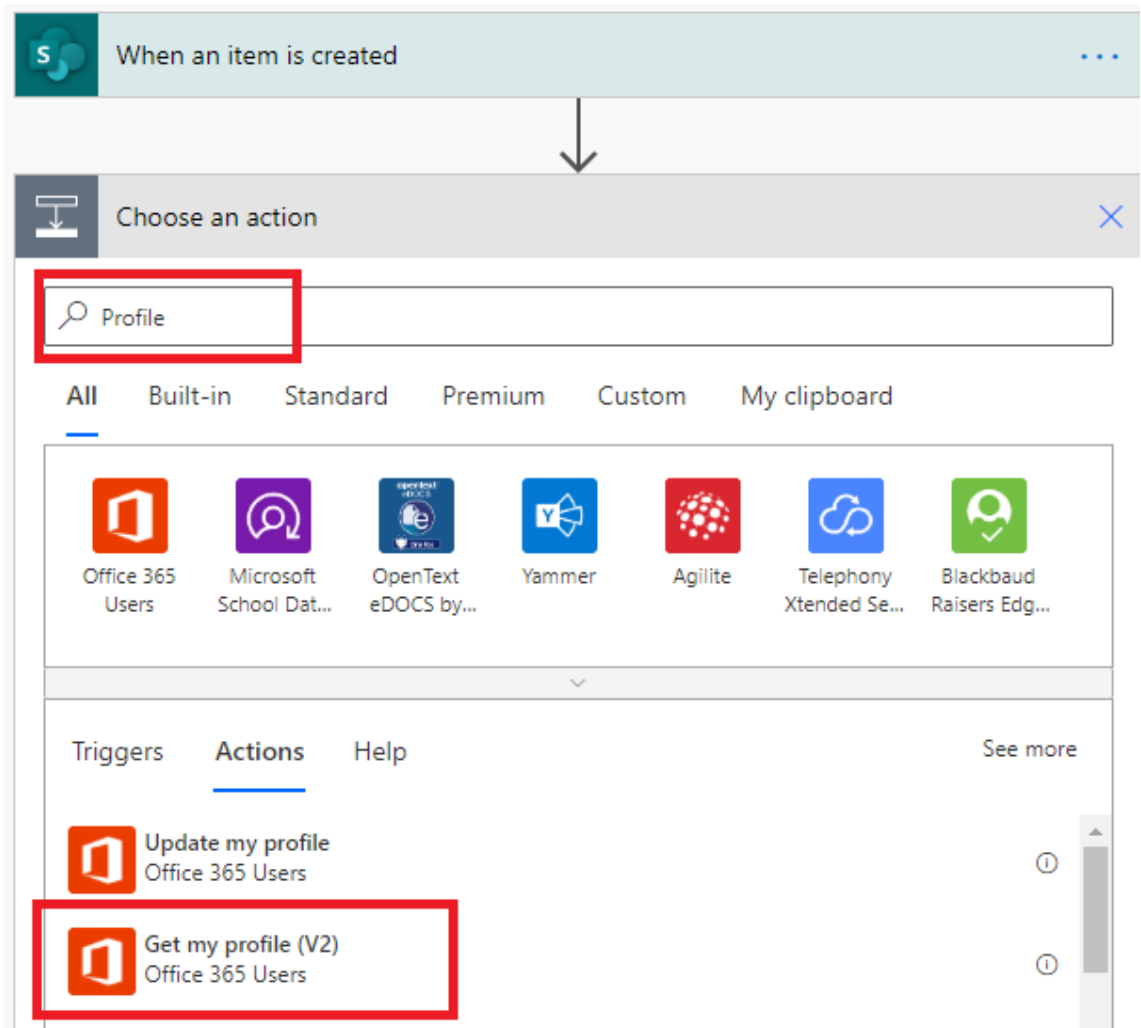 S
When an item is created
Choose an action
Profile
All Built-in Standard Premium Custom My clipboard
opentext
eDOCS
e
Y
Office 365 Users
Microsoft School Dat...
OpenText eDOCS by...
Yammer
Agilite
Telephony Xtended Se...
Blackbaud Raisers Edg...
Triggers Actions Help See more
Update my profile
Office 365 Users
Get my profile (V2)
Office 365 Users